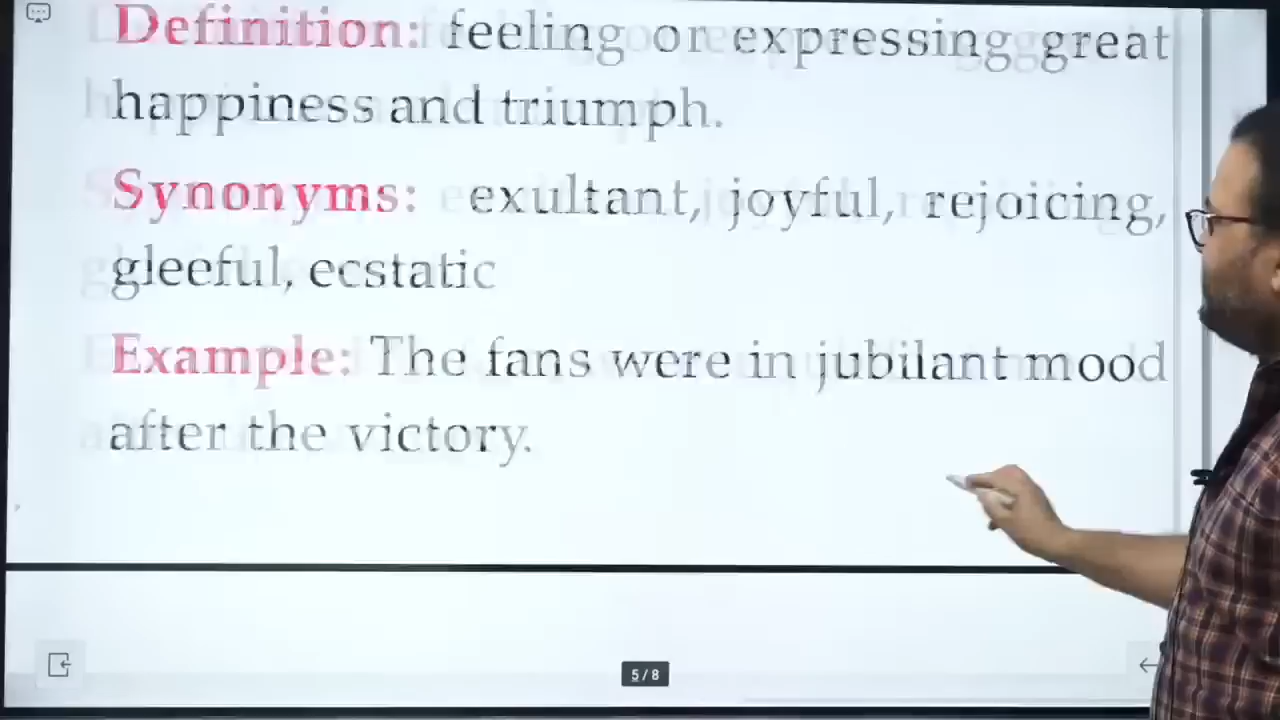 Definition: feeling or expressing great
happiness and triumph.
Synonyms: exultant, joyful, rejoicing,
gleeful, ecstatic
Example: The fans were in jubilant mood
after the victory.
5/8